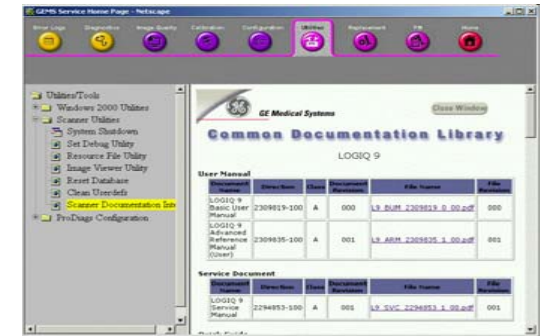 GEMS Service Home Page - Netscape
Error Logs Diagnostics Image Quality Calibration Configuration Utilities Replacement PM Home
Utilities/Tools
Windows 2000 Utilities
Scanner Utilities
System Shutdown
Set Debug Utility
Resource File Utility
Image Viewer Utility
Reset Database
Clean Userdefs
Scanner Documentation Inte
ProDiags Configuration
GE Medical Systems
Close Window
Common Documentation Library
LOGIQ 9
User Manual
Document Name Direction Class Document Revision File Name File Revision
LOGIQ 9 Basic User Manual 2309819-100 A 000 L9_BUM_2309819_0_00.pdf 000
LOGIQ 9 Advanced Reference Manual (User) 2309835-100 A 001 L9_ARM_2309835_1_00.pdf 001
Service Document
Document Name Direction Class Document Revision File Name File Revision
LOGIQ 9 Service Manual 2294853-100 A 001 L9_SVC_2294853_1_00.pdf 001